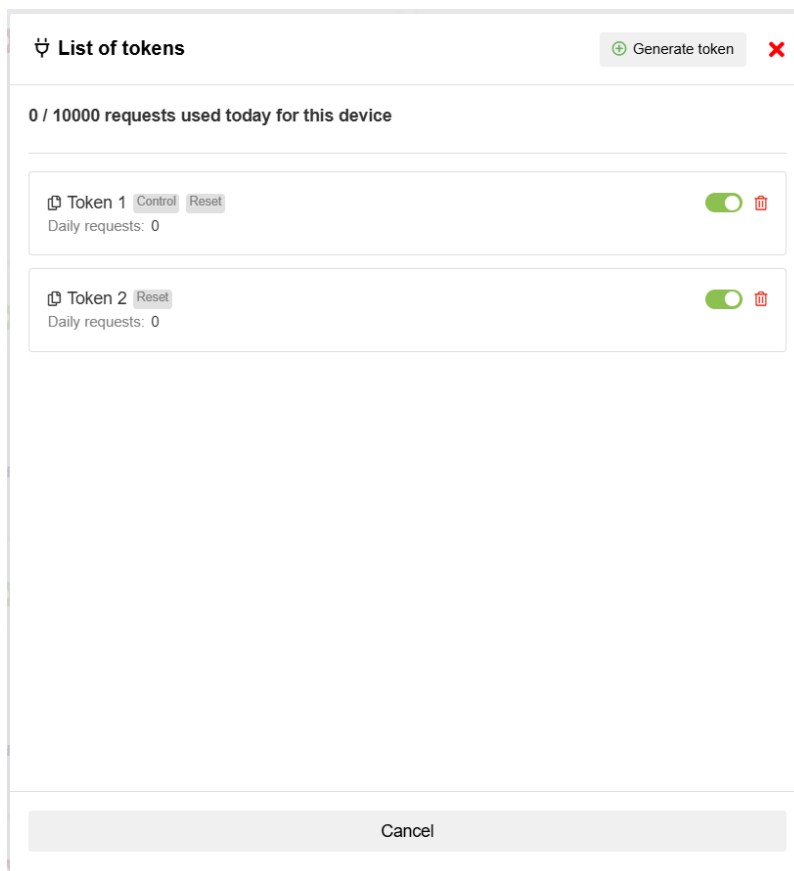 List of tokens
Generate token
0 / 10000 requests used today for this device
Token 1 Control Reset
Daily requests: 0
Token 2 Reset
Daily requests: 0
Cancel